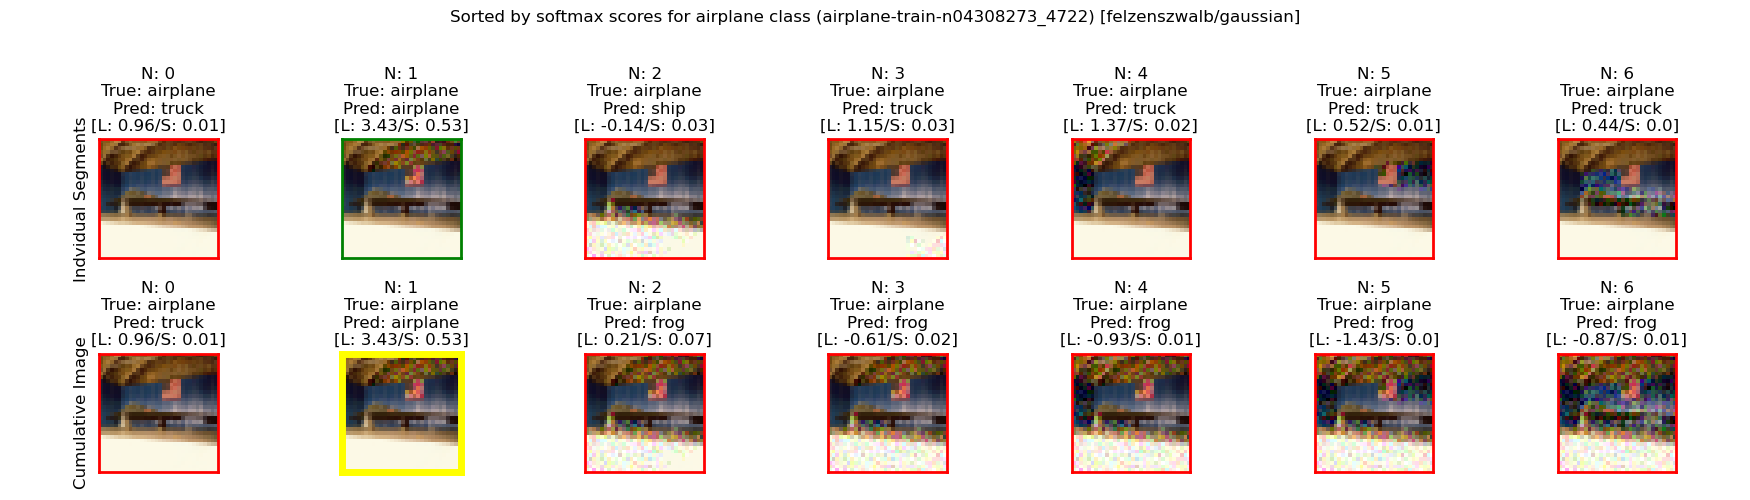 Sorted by softmax scores for airplane class (airplane-train-n04308273_4722) [felzenszwalb/gaussian]
Indvidual Segments
N: 0
True: airplane
Pred: truck
[L: 0.96/S: 0.01]
N: 1
True: airplane
Pred: airplane
[L: 3.43/S: 0.53]
N: 2
True: airplane
Pred: ship
[L: -0.14/S: 0.03]
N: 3
True: airplane
Pred: truck
[L: 1.15/S: 0.03]
N: 4
True: airplane
Pred: truck
[L: 1.37/S: 0.02]
N: 5
True: airplane
Pred: truck
[L: 0.52/S: 0.01]
N: 6
True: airplane
Pred: truck
[L: 0.44/S: 0.0]
Cumulative Image
N: 0
True: airplane
Pred: truck
[L: 0.96/S: 0.01]
N: 1
True: airplane
Pred: airplane
[L: 3.43/S: 0.53]
N: 2
True: airplane
Pred: frog
[L: 0.21/S: 0.07]
N: 3
True: airplane
Pred: frog
[L: -0.61/S: 0.02]
N: 4
True: airplane
Pred: frog
[L: -0.93/S: 0.01]
N: 5
True: airplane
Pred: frog
[L: -1.43/S: 0.0]
N: 6
True: airplane
Pred: frog
[L: -0.87/S: 0.01]